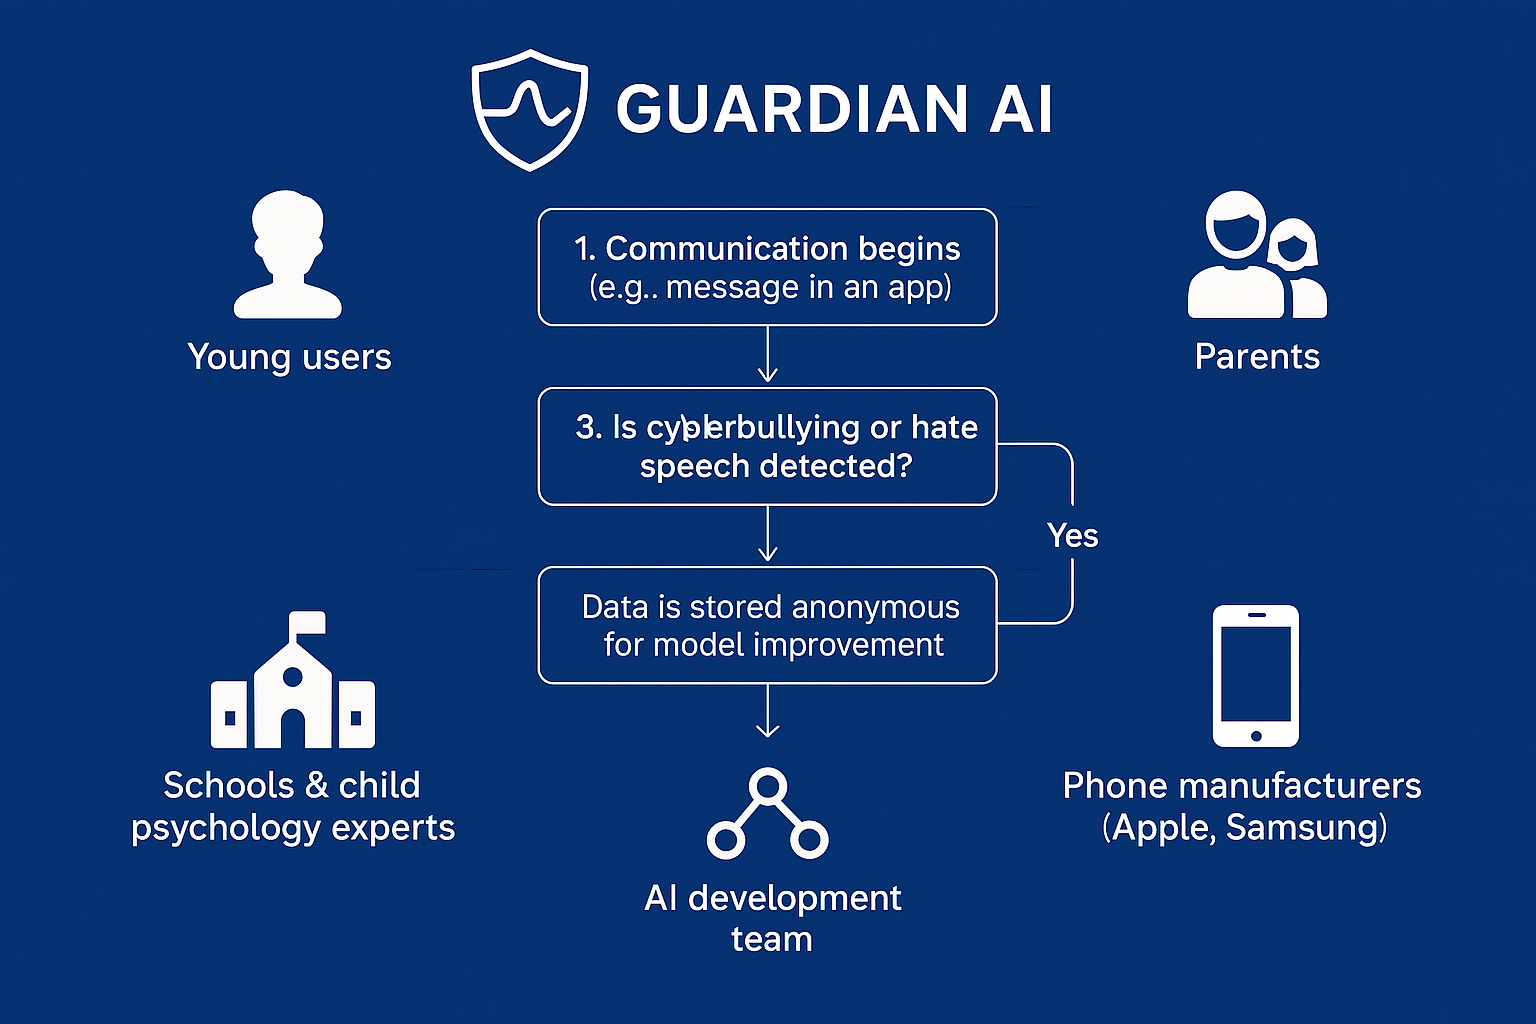 GUARDIAN AI
1. Communication begins
(e.g.. message in an app)
Young users
Parents
3. Is cyberbullying or hate
speech detected?
Yes
Data is stored anonymous
for model improvement
Schools & child
psychology experts
Phone manufacturers
(Apple, Samsung)
AI development
team